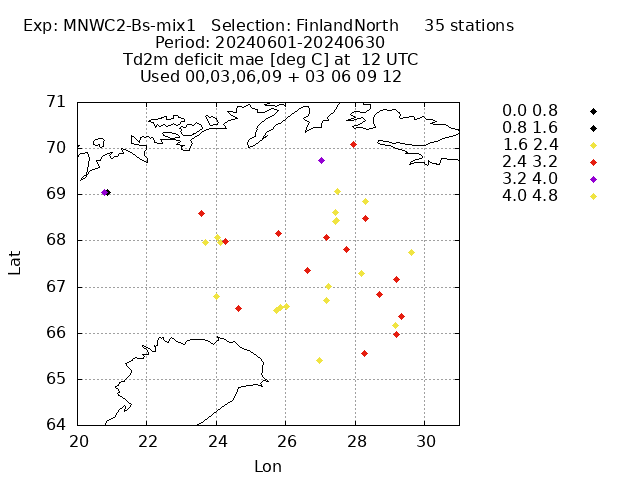 Exp: MNWC2-Bs-mix1 Selection: FinlandNorth 35 stations
Period: 20240601-20240630
Td2m deficit mae [deg C] at 12 UTC
Used 00,03,06,09 + 03 06 09 12
71
70
69
68
67
66
65
64
Lat
20 22 24 26 28 30
Lon
0.0 0.8
0.8 1.6
1.6 2.4
2.4 3.2
3.2 4.0
4.0 4.8